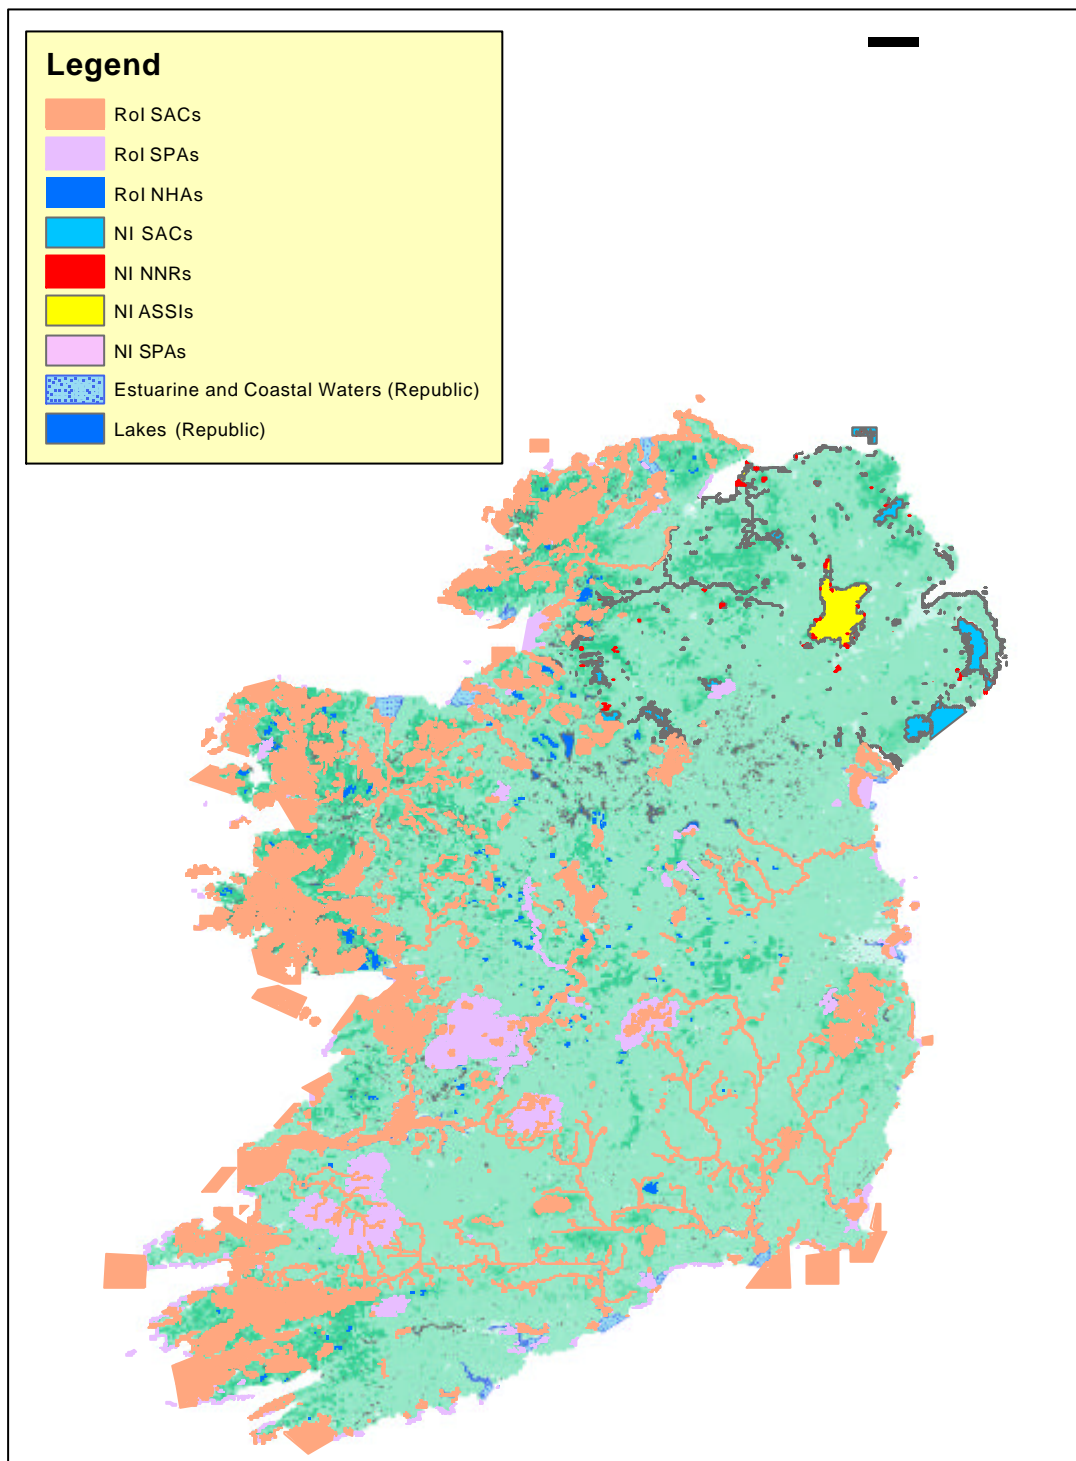 Legend
RoI SACs
RoI SPAs
RoI NHAs
NI SACs
NI NNRs
NI ASSIs
NI SPAs
Estuarine and Coastal Waters (Republic)
Lakes (Republic)